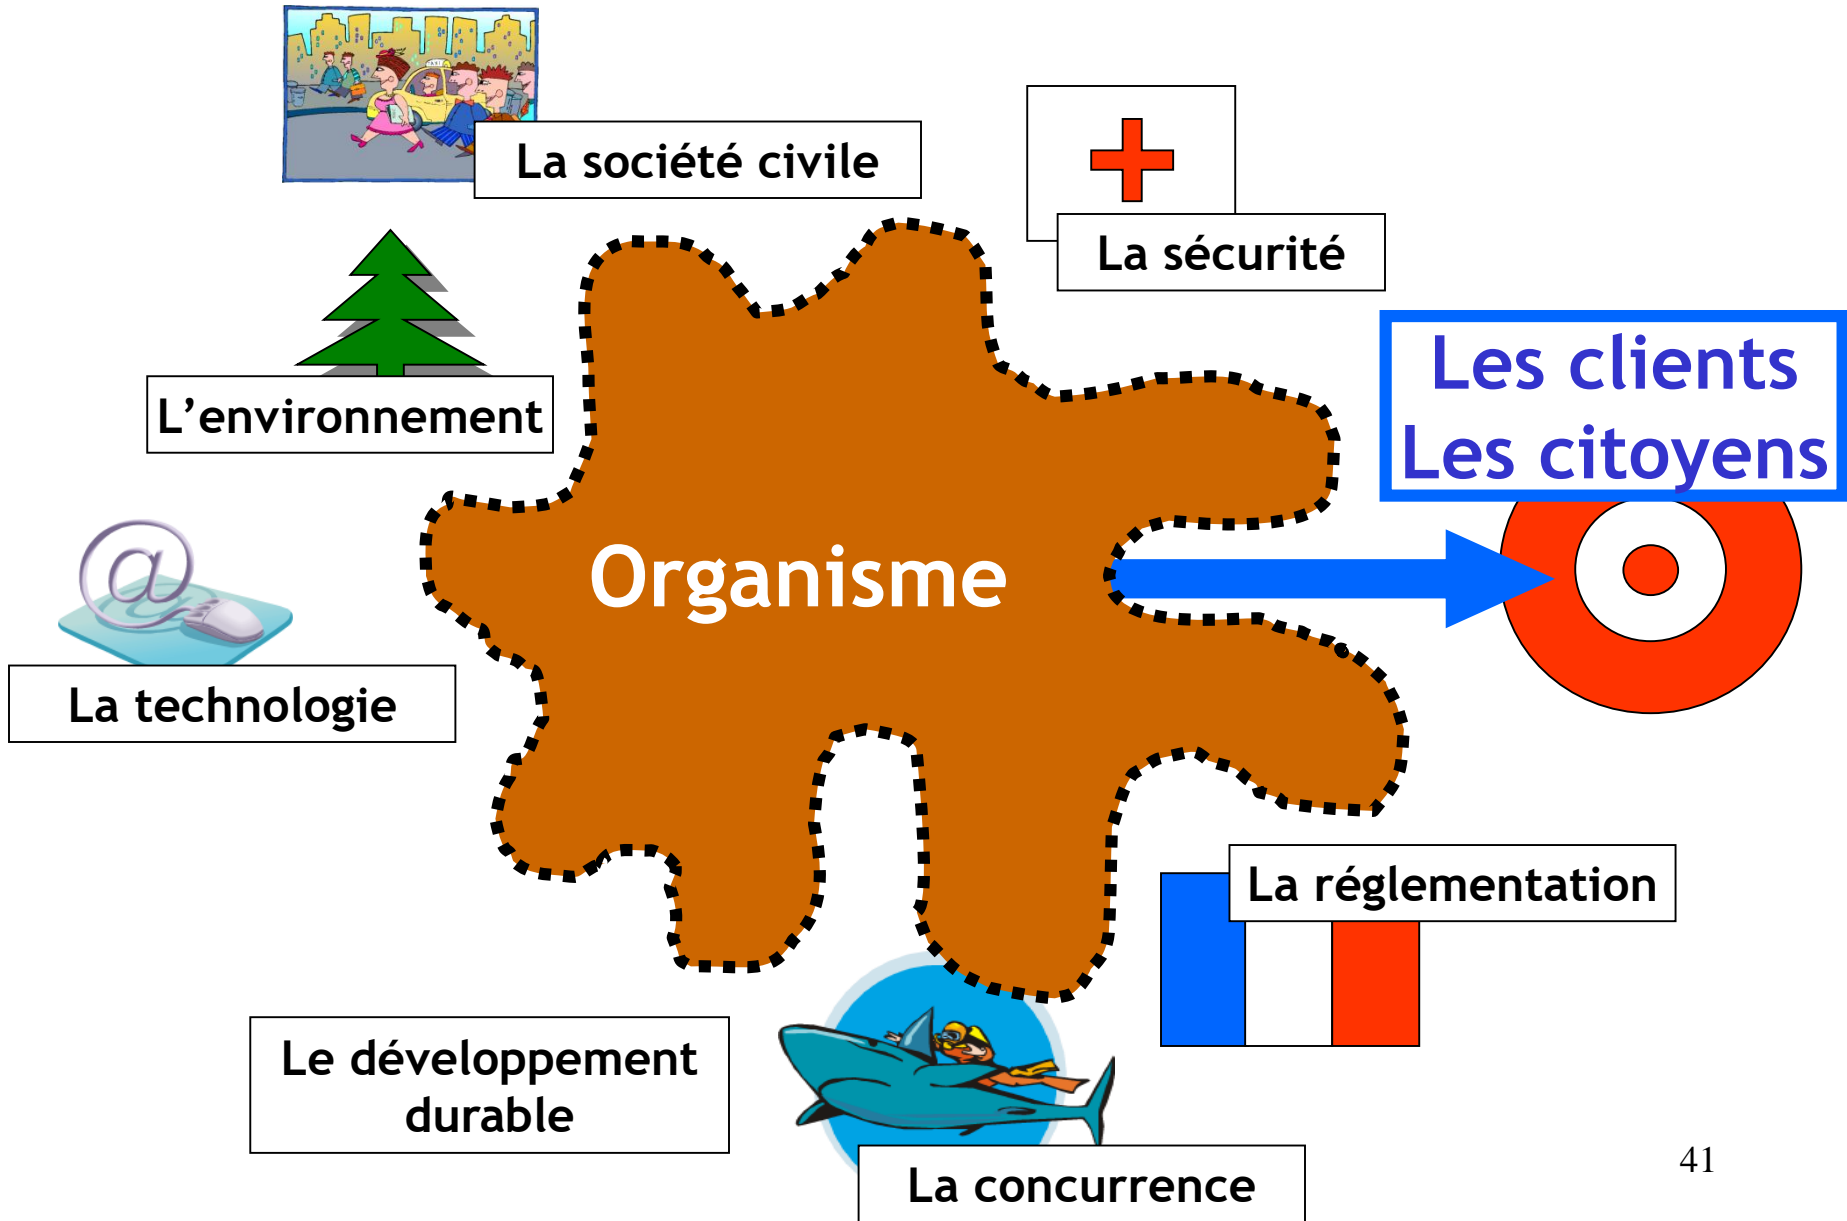 La société civile
La sécurité
Les clients
Les citoyens
L’environnement
Organisme
La technologie
La réglementation
Le développement
durable
La concurrence
41